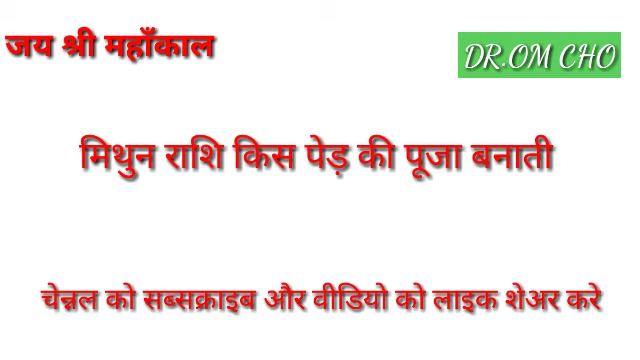 जय श्री महाँकाल
DR.OM CHO
मिथुन राशि किस पेड़ की पूजा बनाती
चेन्नल को सब्सक्राइब और वीडियो को लाइक शेअर करे